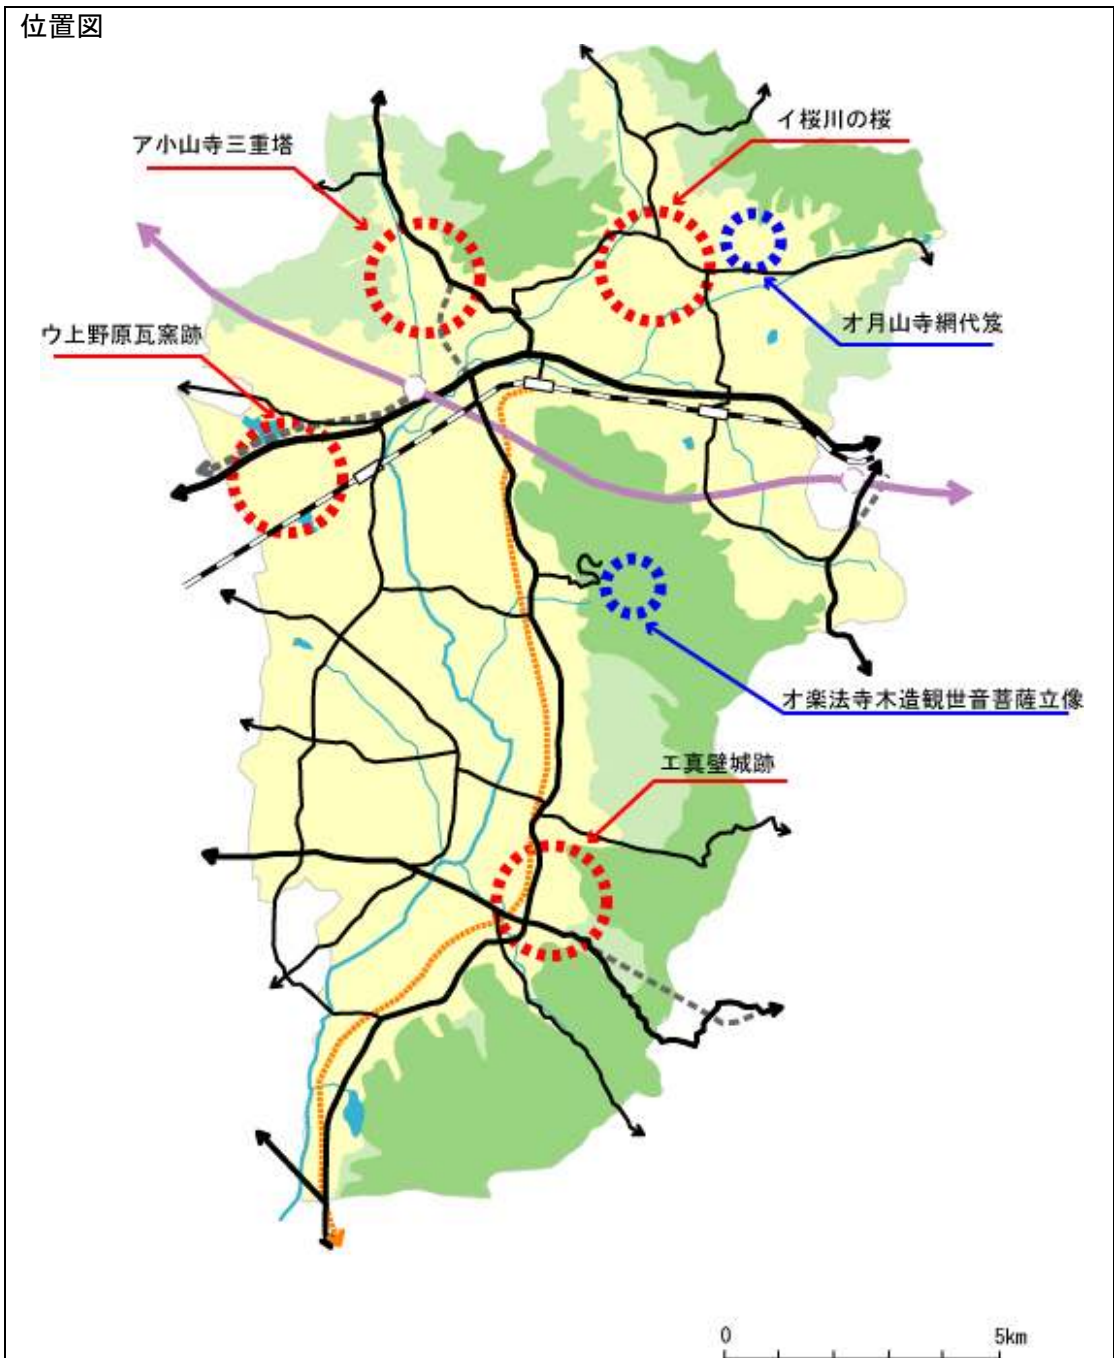 位置図
イ桜川の桜
ア小山寺三重塔
ウ上野原瓦窯跡
オ月山寺網代笈
オ楽法寺木造観世音菩薩立像
エ真壁城跡
0 5km